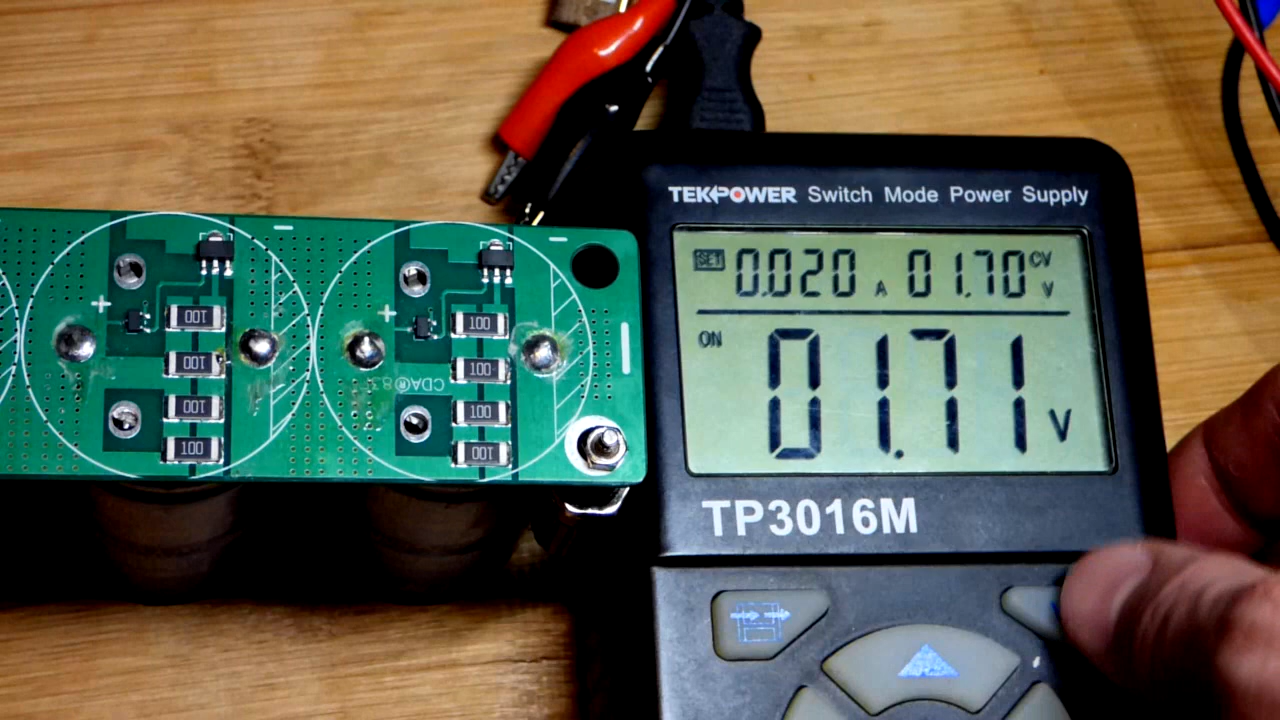 TEKPOWER Switch Mode Power Supply
SET 0.020 A 01.70 CV V
ON 01.71 V
TP3016M
+
100
100
100
100
+
100
100
100
100